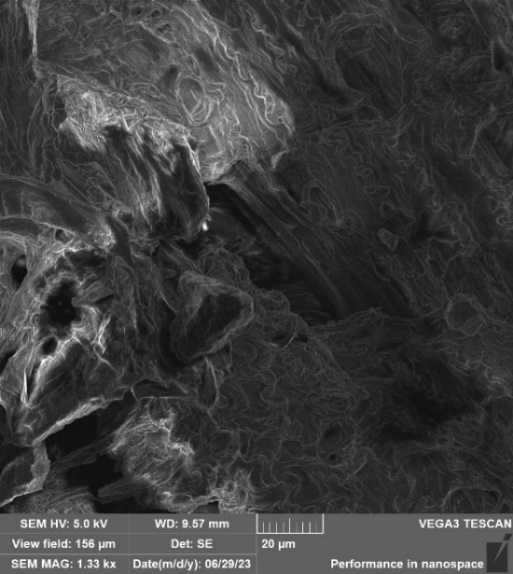 SEM HV: 5.0 kV WD: 9.57 mm VEGA3 TESCAN
View field: 156 µm Det: SE 20 µm
SEM MAG: 1.33 kx Date(m/d/y): 06/29/23 Performance in nanospace